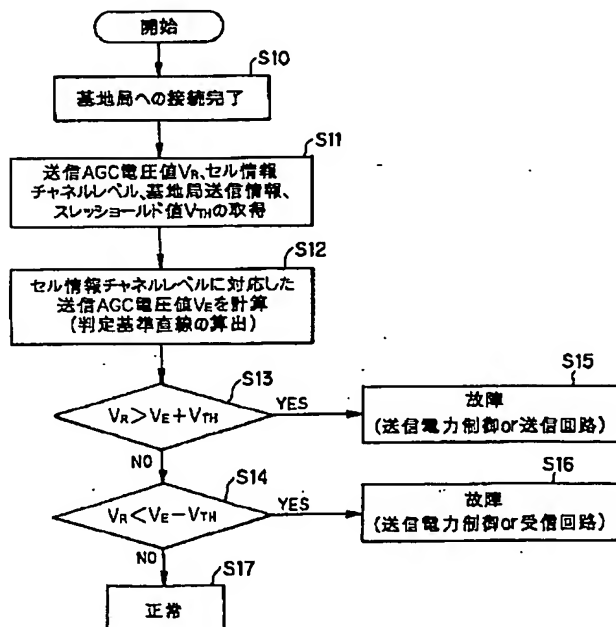 開始
S10
基地局への接続完了
S11
送信AGC電圧値VR、セル情報
チャネルレベル、基地局送信情報、
スレッショールド値VTHの取得
S12
セル情報チャネルレベルに対応した
送信AGC電圧値VEを計算
(判定基準直線の算出)
S13
VR>VE+VTH
YES
S15
故障
(送信電力制御or送信回路)
NO
S14
VR<VE−VTH
YES
S16
故障
(送信電力制御or受信回路)
NO
S17
正常